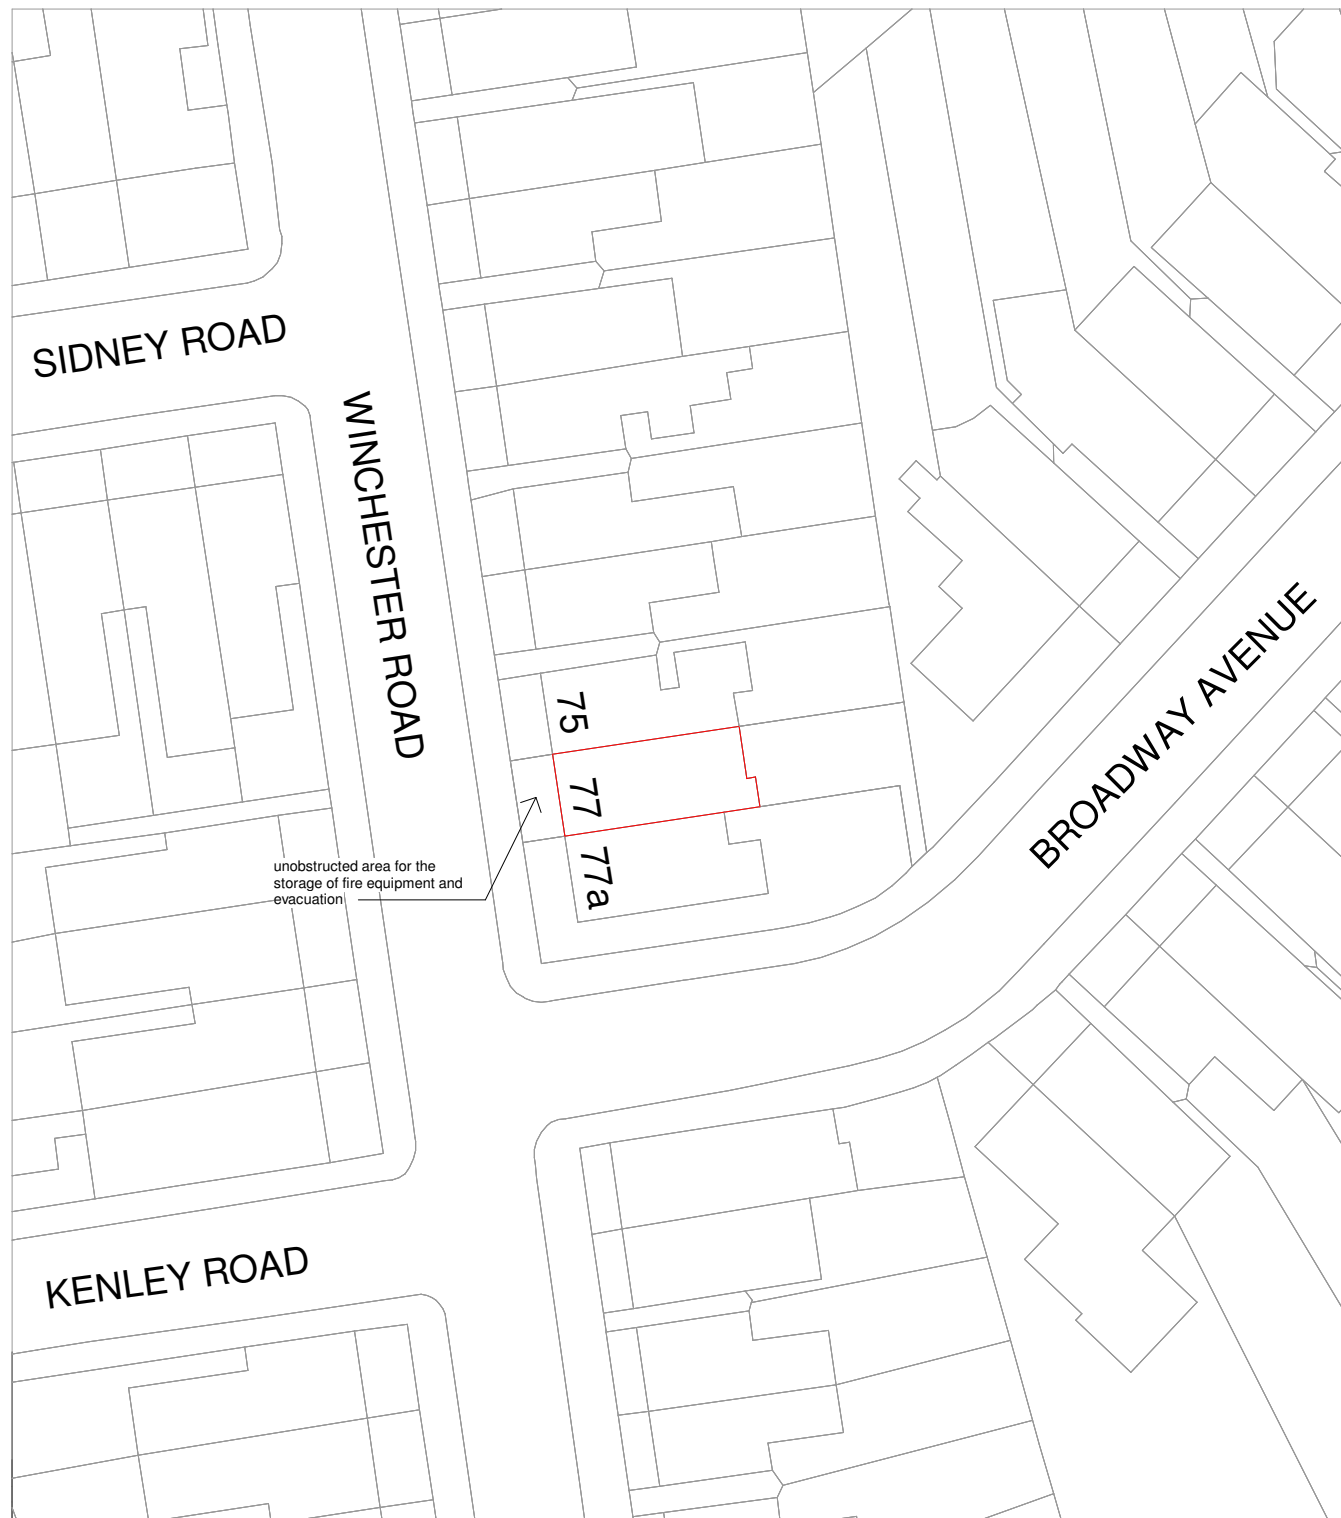 SIDNEY ROAD
WINCHESTER ROAD
75
77
77a
BROADWAY AVENUE
unobstructed area for the
storage of fire equipment and
evacuation
KENLEY ROAD